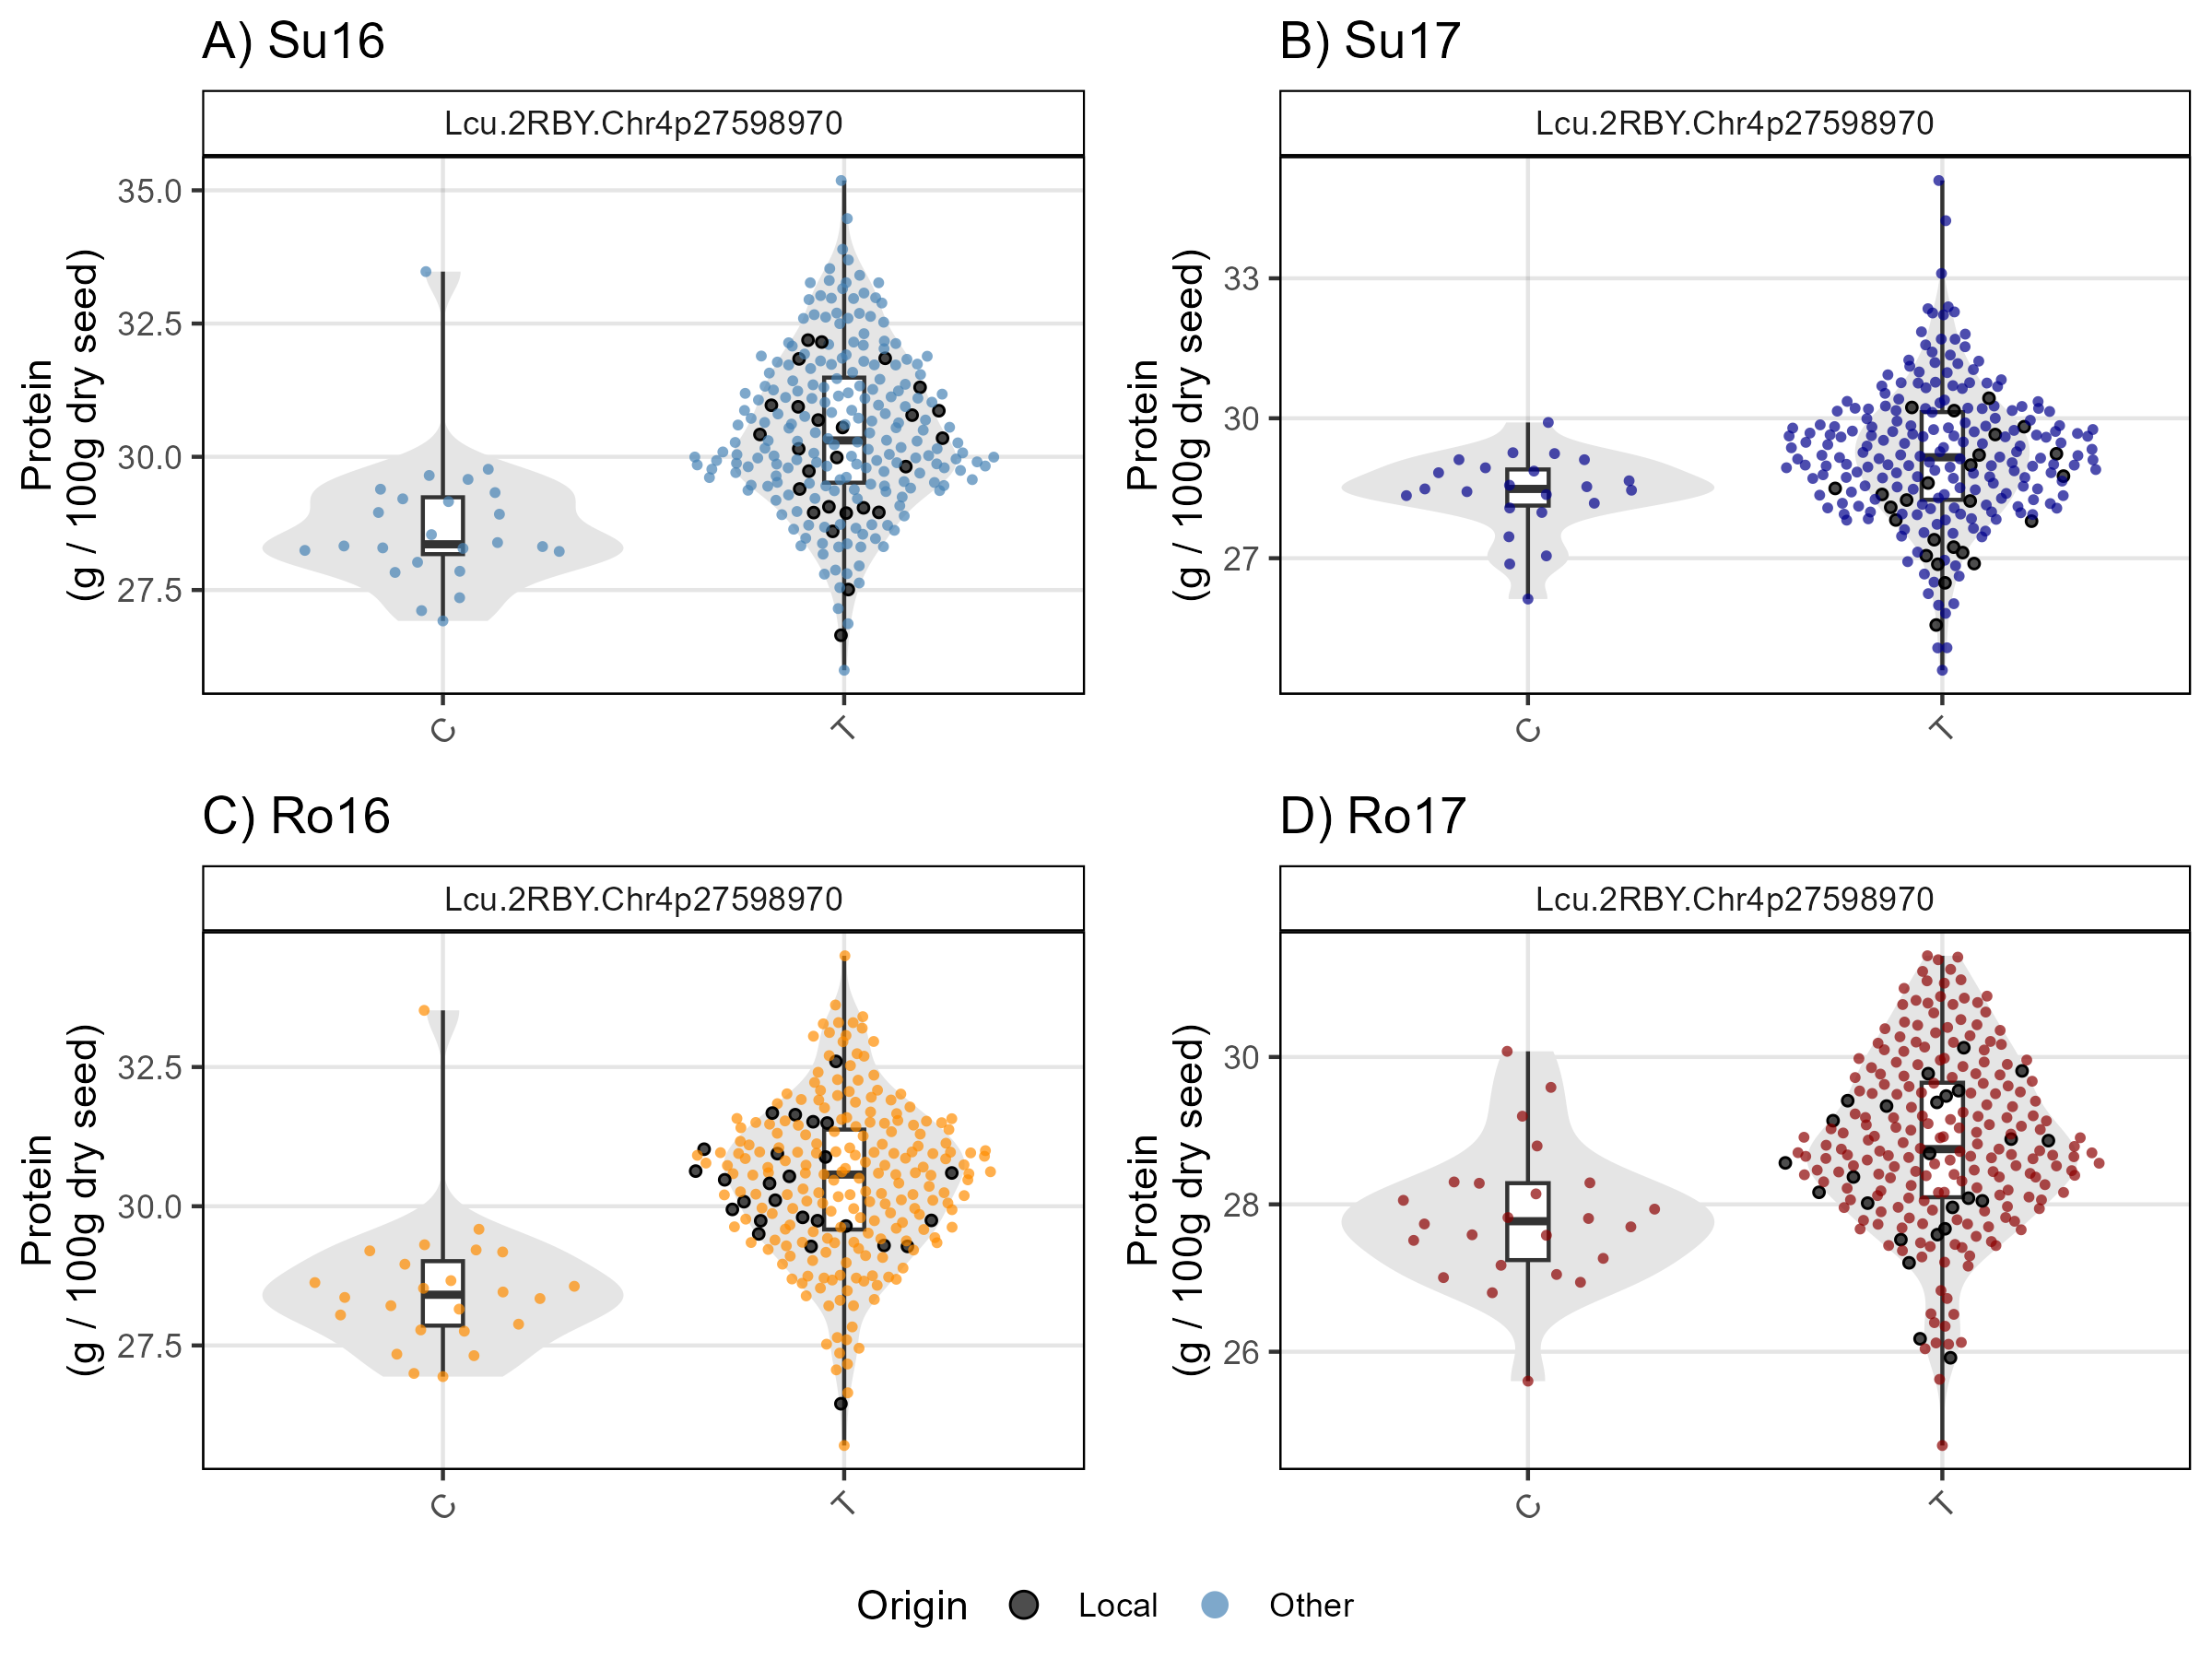 A) Su16
Lcu.2RBY.Chr4p27598970
Protein
(g / 100g dry seed)
35.0
32.5
30.0
27.5
C
T
B) Su17
Lcu.2RBY.Chr4p27598970
Protein
(g / 100g dry seed)
33
30
27
C
T
C) Ro16
Lcu.2RBY.Chr4p27598970
Protein
(g / 100g dry seed)
32.5
30.0
27.5
C
T
D) Ro17
Lcu.2RBY.Chr4p27598970
Protein
(g / 100g dry seed)
30
28
26
C
T
Origin
Local
Other